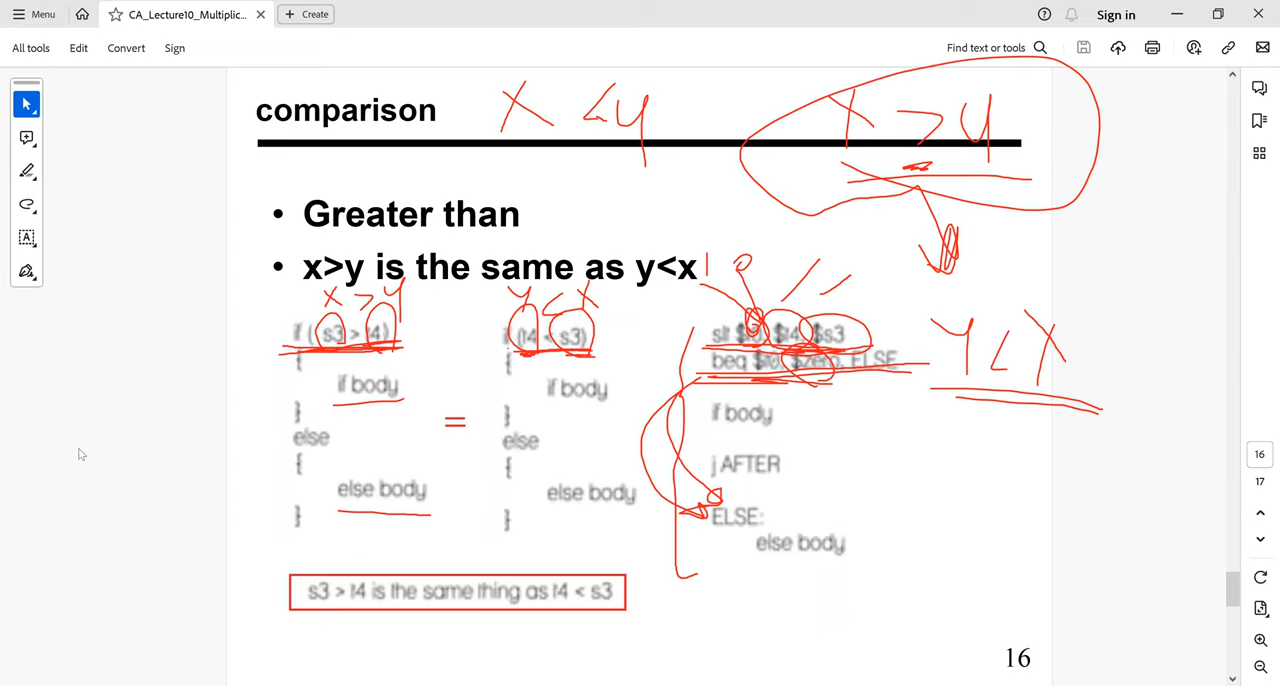 Menu
CA_Lecture10_Multiplic...
Create
Sign in
All tools
Edit
Convert
Sign
Find text or tools
comparison
x < y
x > y
• Greater than
• x>y is the same as y<x
1 0
x > y
y < x
if ( s3 > t4)
{
if body
}
else
{
else body
}
=
if (t4 < s3)
{
if body
}
else
{
else body
}
slt $t0, $t4, $s3
beq $t0, $zero, ELSE
if body
j AFTER
ELSE:
else body
Y < X
s3 > t4 is the same thing as t4 < s3
16
16
17